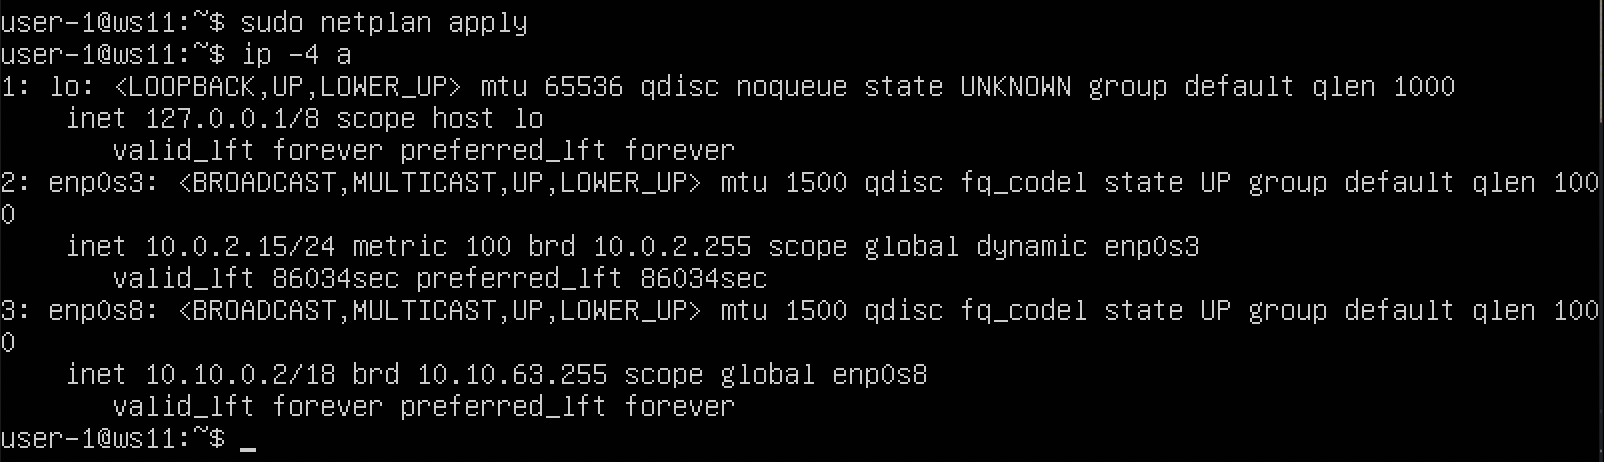 user-1@ws11:~$ sudo netplan apply
user-1@ws11:~$ ip -4 a
1: lo: <LOOPBACK,UP,LOWER_UP> mtu 65536 qdisc noqueue state UNKNOWN group default qlen 1000
    inet 127.0.0.1/8 scope host lo
       valid_lft forever preferred_lft forever
2: enp0s3: <BROADCAST,MULTICAST,UP,LOWER_UP> mtu 1500 qdisc fq_codel state UP group default qlen 100
0
    inet 10.0.2.15/24 metric 100 brd 10.0.2.255 scope global dynamic enp0s3
       valid_lft 86034sec preferred_lft 86034sec
3: enp0s8: <BROADCAST,MULTICAST,UP,LOWER_UP> mtu 1500 qdisc fq_codel state UP group default qlen 100
0
    inet 10.10.0.2/18 brd 10.10.63.255 scope global enp0s8
       valid_lft forever preferred_lft forever
user-1@ws11:~$ _